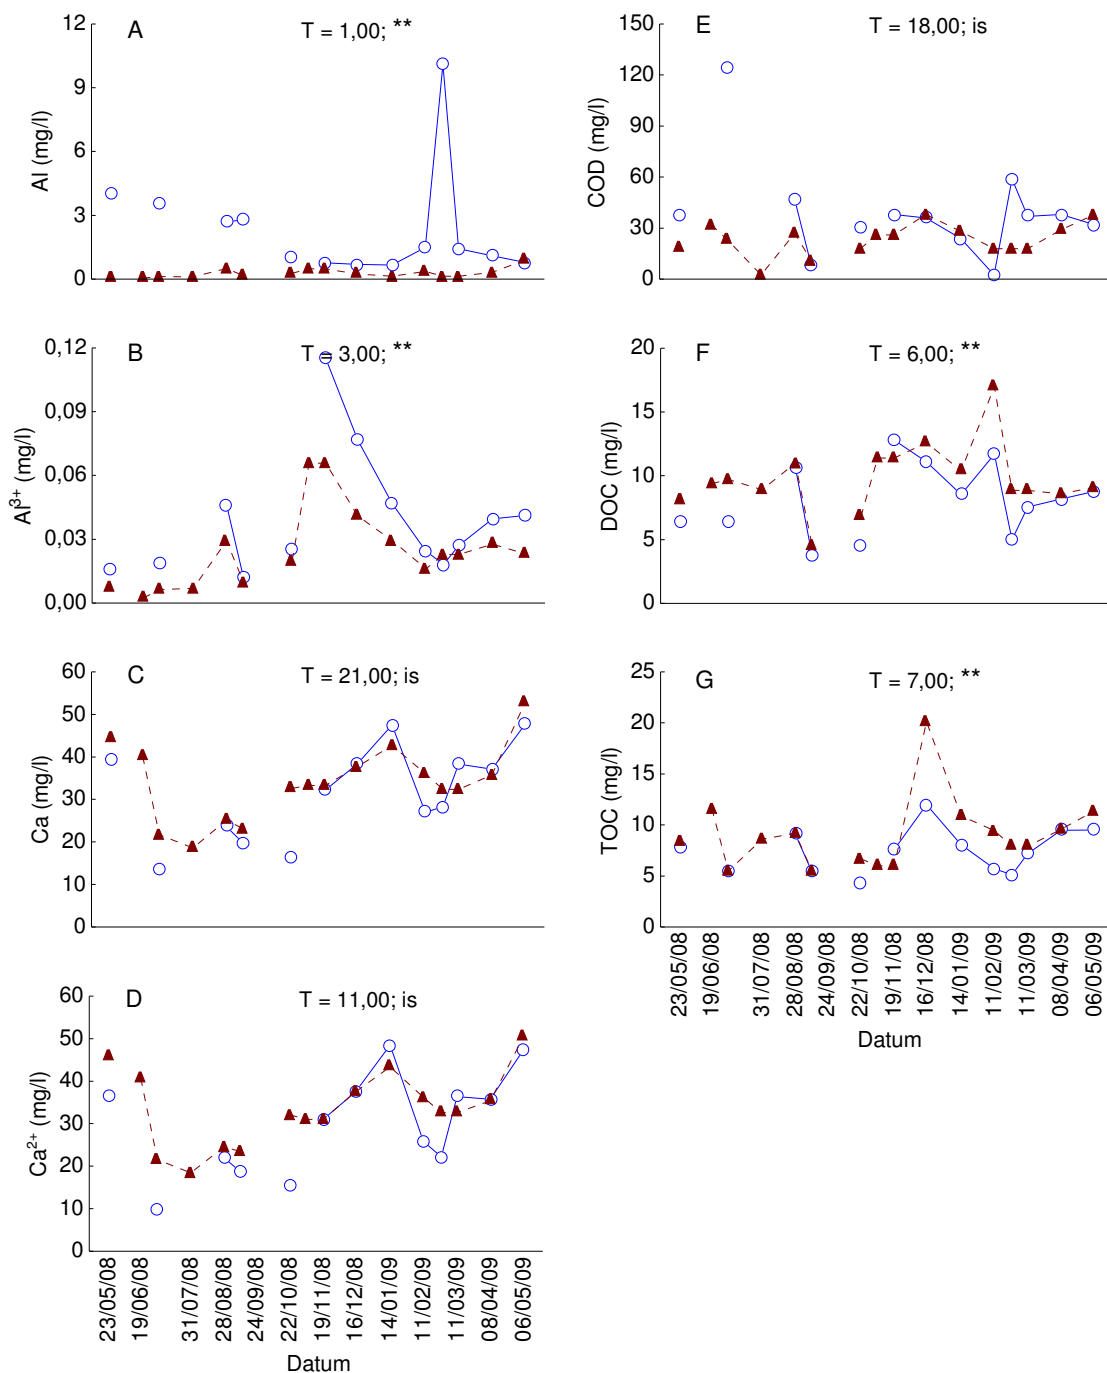 A
T = 1,00; **
12
9
6
3
0
Al (mg/l)
B
T = 3,00; **
0,12
0,09
0,06
0,03
0,00
Al³⁺ (mg/l)
C
T = 21,00; is
60
50
40
30
20
10
0
Ca (mg/l)
D
T = 11,00; is
60
50
40
30
20
10
0
Ca²⁺ (mg/l)
23/05/08
19/06/08
31/07/08
28/08/08
24/09/08
22/10/08
19/11/08
16/12/08
14/01/09
11/02/09
11/03/09
08/04/09
06/05/09
Datum
E
T = 18,00; is
150
120
90
60
30
0
COD (mg/l)
F
T = 6,00; **
20
15
10
5
0
DOC (mg/l)
G
T = 7,00; **
25
20
15
10
5
0
TOC (mg/l)
23/05/08
19/06/08
31/07/08
28/08/08
24/09/08
22/10/08
19/11/08
16/12/08
14/01/09
11/02/09
11/03/09
08/04/09
06/05/09
Datum